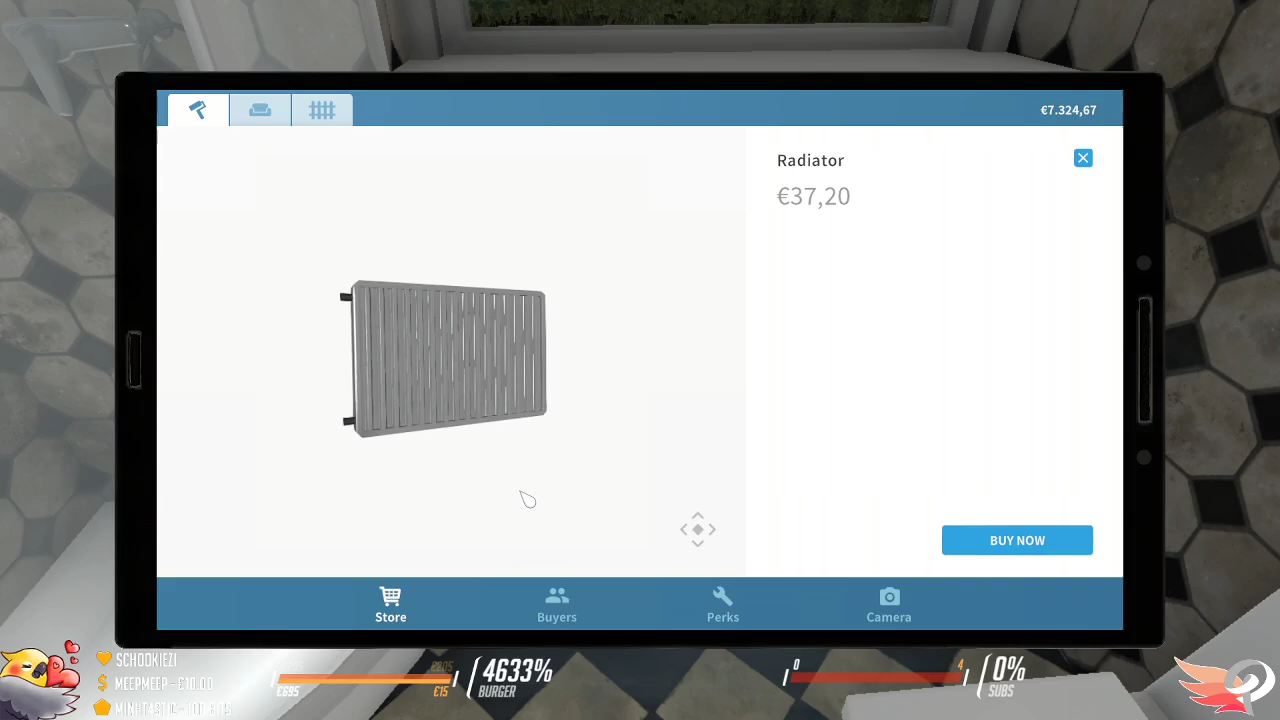 €7.324,67
Radiator
€37,20
BUY NOW
Store
Buyers
Perks
Camera
SCHOOKIEZI
MEEPMEEP - €10.00
€695
€15
4633%
BURGER
0
4
0%
SUBS